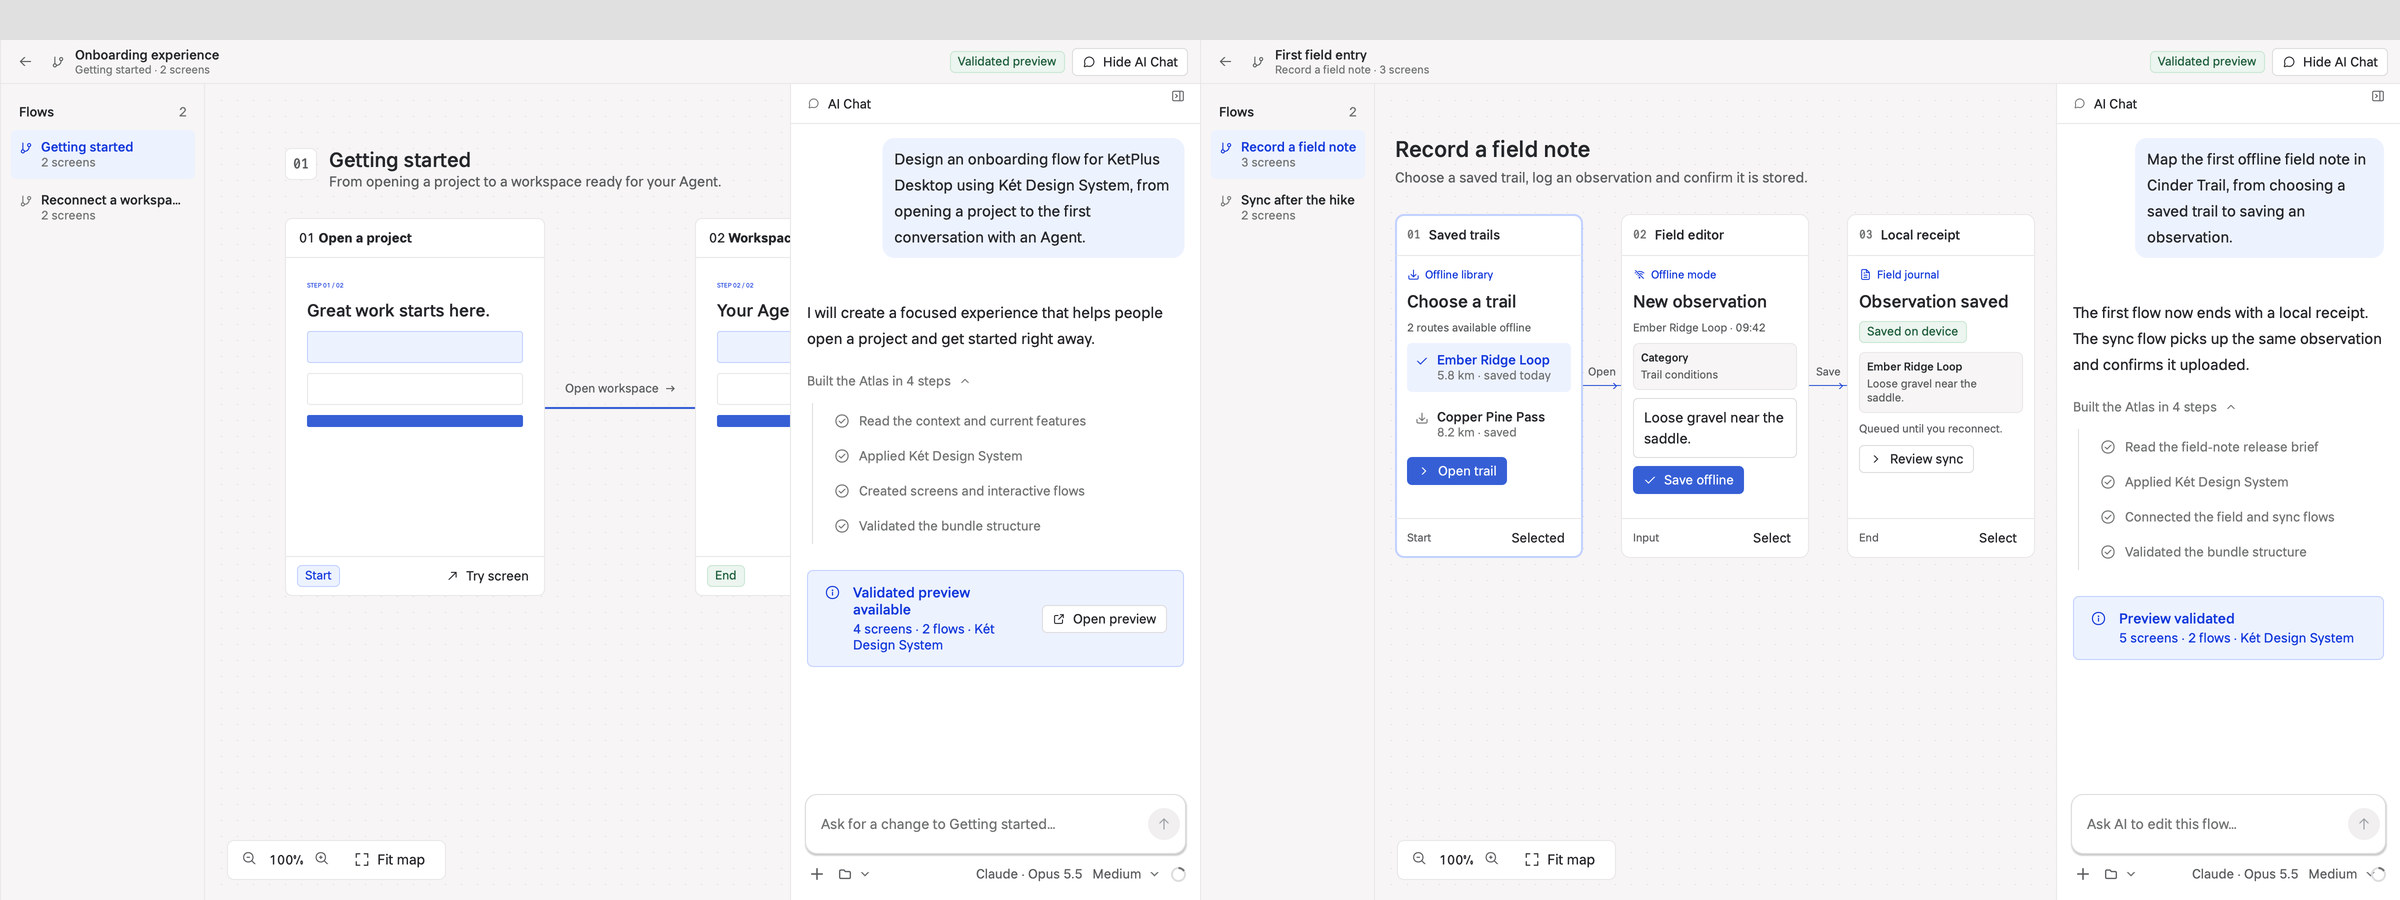 Onboarding experience
Getting started · 2 screens
Validated preview
Hide AI Chat
Flows 2
Getting started
2 screens
Reconnect a workspa...
2 screens
01
Getting started
From opening a project to a workspace ready for your Agent.
01 Open a project
STEP 01 / 02
Great work starts here.
Start
Try screen
Open workspace →
02 Workspac
STEP 02 / 02
Your Age
End
100%
Fit map
AI Chat
Design an onboarding flow for KetPlus
Desktop using Két Design System, from
opening a project to the first
conversation with an Agent.
I will create a focused experience that helps people
open a project and get started right away.
Built the Atlas in 4 steps
Read the context and current features
Applied Két Design System
Created screens and interactive flows
Validated the bundle structure
Validated preview
available
4 screens · 2 flows · Két
Design System
Open preview
Ask for a change to Getting started...
Claude · Opus 5.5 Medium
First field entry
Record a field note · 3 screens
Validated preview
Hide AI Chat
Flows 2
Record a field note
3 screens
Sync after the hike
2 screens
Record a field note
Choose a saved trail, log an observation and confirm it is stored.
01 Saved trails
Offline library
Choose a trail
2 routes available offline
Ember Ridge Loop
5.8 km · saved today
Copper Pine Pass
8.2 km · saved
Open trail
Start
Selected
Open
02 Field editor
Offline mode
New observation
Ember Ridge Loop · 09:42
Category
Trail conditions
Loose gravel near the
saddle.
Save offline
Input
Select
Save
03 Local receipt
Field journal
Observation saved
Saved on device
Ember Ridge Loop
Loose gravel near the
saddle.
Queued until you reconnect.
Review sync
End
Select
100%
Fit map
AI Chat
Map the first offline field note in
Cinder Trail, from choosing a
saved trail to saving an
observation.
The first flow now ends with a local receipt.
The sync flow picks up the same observation
and confirms it uploaded.
Built the Atlas in 4 steps
Read the field-note release brief
Applied Két Design System
Connected the field and sync flows
Validated the bundle structure
Preview validated
5 screens · 2 flows · Két Design System
Ask AI to edit this flow...
Claude · Opus 5.5 Medium